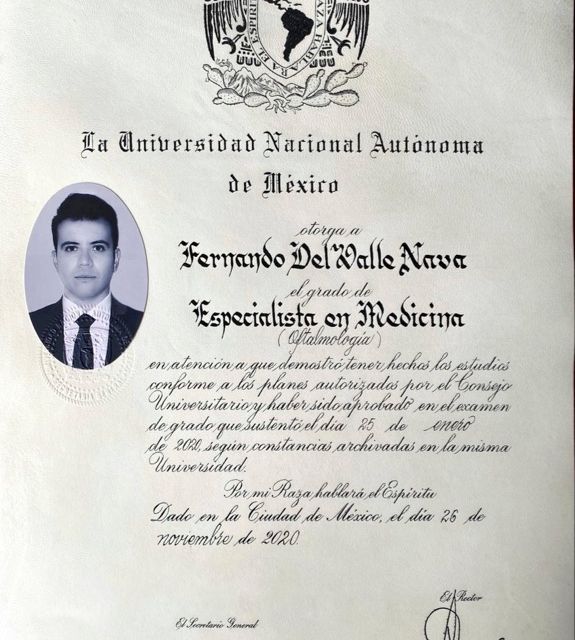 La Universidad Nacional Autónoma
de México
otorga a
Fernando Del Valle Nava
el grado de
Especialista en Medicina
(Oftalmología)
en atención a que demostró tener hechos los estudios
conforme a los planes autorizados por el Consejo
Universitario y haber sido aprobado en el examen
de grado que sustentó el día 25 de enero
de 2020, según constancias archivadas en la misma
Universidad.
Por mi Raza hablará el Espíritu
Dado en la Ciudad de México, el día 26 de
noviembre de 2020.
El Rector
El Secretario General